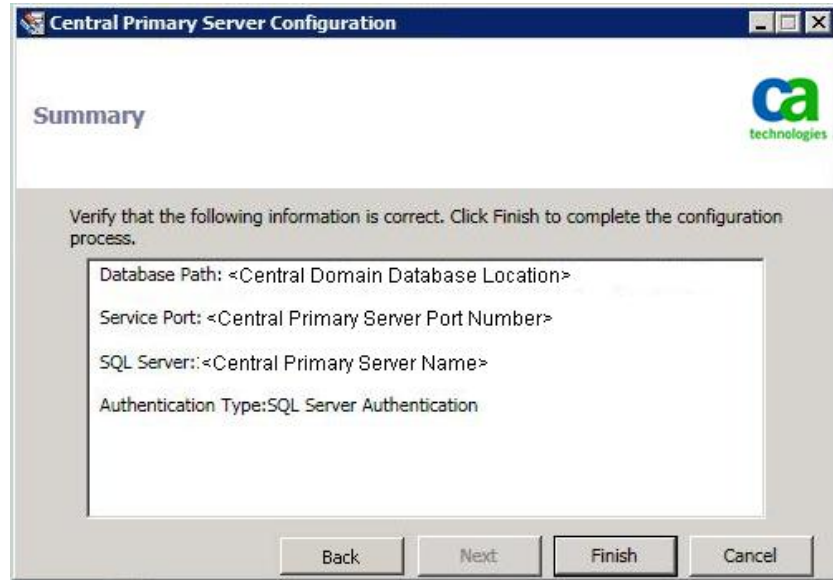 Central Primary Server Configuration
Summary
ca
technologies
Verify that the following information is correct. Click Finish to complete the configuration
process.
Database Path: <Central Domain Database Location>
Service Port: <Central Primary Server Port Number>
SQL Server::<Central Primary Server Name>
Authentication Type:SQL Server Authentication
Back
Next
Finish
Cancel